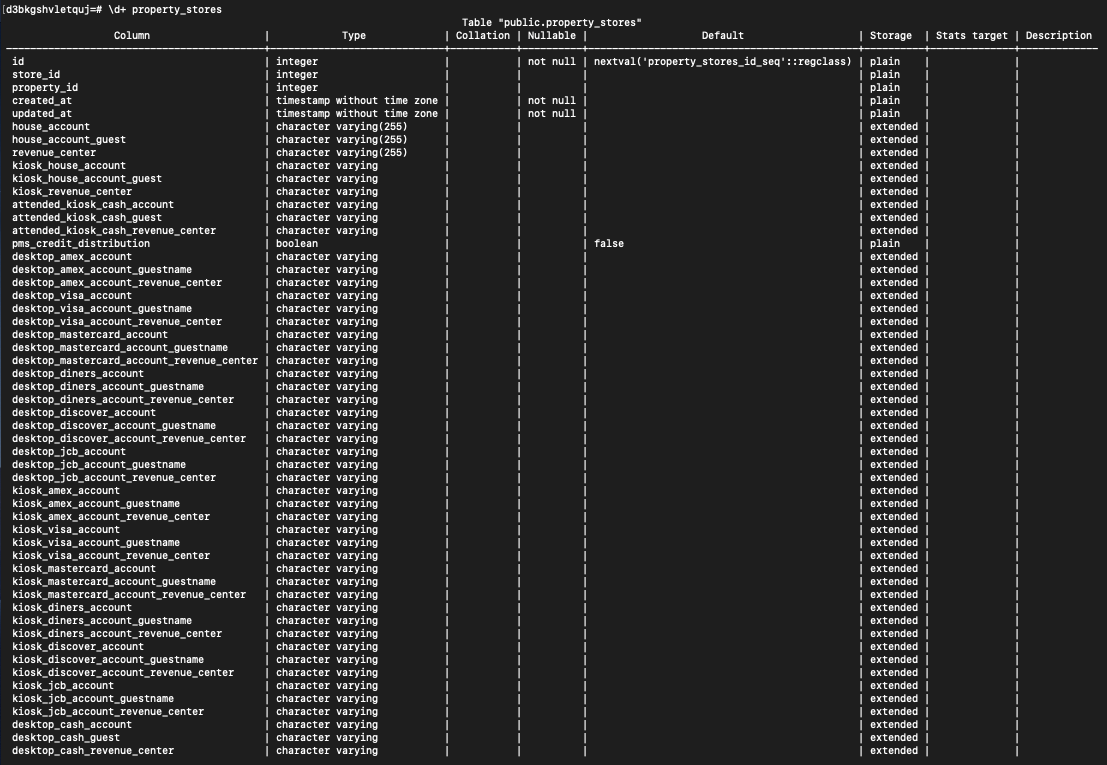 [d3bkgshvletquj=# \d+ property_stores
Table "public.property_stores"
Column | Type | Collation | Nullable | Default | Storage | Stats target | Description
id | integer | | not null | nextval('property_stores_id_seq'::regclass) | plain | |
store_id | integer | | | | plain | |
property_id | integer | | | | plain | |
created_at | timestamp without time zone | | not null | | plain | |
updated_at | timestamp without time zone | | not null | | plain | |
house_account | character varying(255) | | | | extended | |
house_account_guest | character varying(255) | | | | extended | |
revenue_center | character varying(255) | | | | extended | |
kiosk_house_account | character varying | | | | extended | |
kiosk_house_account_guest | character varying | | | | extended | |
kiosk_revenue_center | character varying | | | | extended | |
attended_kiosk_cash_account | character varying | | | | extended | |
attended_kiosk_cash_guest | character varying | | | | extended | |
attended_kiosk_cash_revenue_center | character varying | | | | extended | |
pms_credit_distribution | boolean | | | false | plain | |
desktop_amex_account | character varying | | | | extended | |
desktop_amex_account_guestname | character varying | | | | extended | |
desktop_amex_account_revenue_center | character varying | | | | extended | |
desktop_visa_account | character varying | | | | extended | |
desktop_visa_account_guestname | character varying | | | | extended | |
desktop_visa_account_revenue_center | character varying | | | | extended | |
desktop_mastercard_account | character varying | | | | extended | |
desktop_mastercard_account_guestname | character varying | | | | extended | |
desktop_mastercard_account_revenue_center | character varying | | | | extended | |
desktop_diners_account | character varying | | | | extended | |
desktop_diners_account_guestname | character varying | | | | extended | |
desktop_diners_account_revenue_center | character varying | | | | extended | |
desktop_discover_account | character varying | | | | extended | |
desktop_discover_account_guestname | character varying | | | | extended | |
desktop_discover_account_revenue_center | character varying | | | | extended | |
desktop_jcb_account | character varying | | | | extended | |
desktop_jcb_account_guestname | character varying | | | | extended | |
desktop_jcb_account_revenue_center | character varying | | | | extended | |
kiosk_amex_account | character varying | | | | extended | |
kiosk_amex_account_guestname | character varying | | | | extended | |
kiosk_amex_account_revenue_center | character varying | | | | extended | |
kiosk_visa_account | character varying | | | | extended | |
kiosk_visa_account_guestname | character varying | | | | extended | |
kiosk_visa_account_revenue_center | character varying | | | | extended | |
kiosk_mastercard_account | character varying | | | | extended | |
kiosk_mastercard_account_guestname | character varying | | | | extended | |
kiosk_mastercard_account_revenue_center | character varying | | | | extended | |
kiosk_diners_account | character varying | | | | extended | |
kiosk_diners_account_guestname | character varying | | | | extended | |
kiosk_diners_account_revenue_center | character varying | | | | extended | |
kiosk_discover_account | character varying | | | | extended | |
kiosk_discover_account_guestname | character varying | | | | extended | |
kiosk_discover_account_revenue_center | character varying | | | | extended | |
kiosk_jcb_account | character varying | | | | extended | |
kiosk_jcb_account_guestname | character varying | | | | extended | |
kiosk_jcb_account_revenue_center | character varying | | | | extended | |
desktop_cash_account | character varying | | | | extended | |
desktop_cash_guest | character varying | | | | extended | |
desktop_cash_revenue_center | character varying | | | | extended | |